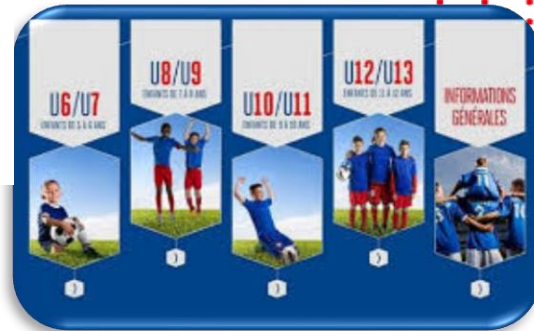 U6/U7
ENFANTS DE 5 À 6 ANS
U8/U9
ENFANTS DE 7 À 8 ANS
U10/U11
ENFANTS DE 9 À 10 ANS
U12/U13
ENFANTS DE 11 À 12 ANS
INFORMATIONS
GÉNÉRALES